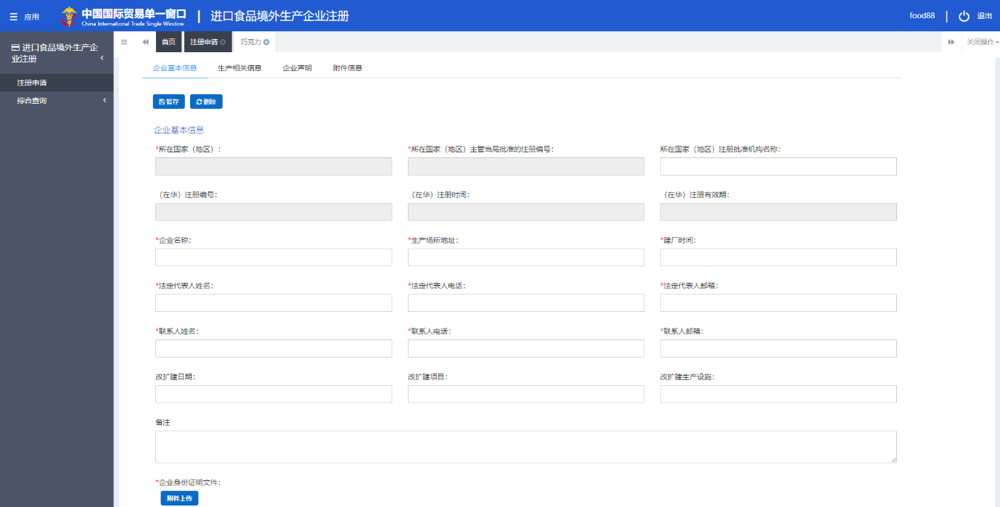 应用
中国国际贸易单一窗口
China International Trade Single Window
进口食品境外生产企业注册
food88
退出
进口食品境外生产企
业注册
注册申请
综合查询
首页
注册申请
巧克力
关闭操作
企业基本信息
生产相关信息
企业声明
附件信息
暂存
删除
企业基本信息
*所在国家（地区）:
*所在国家（地区）主管当局批准的注册编号:
所在国家（地区）注册批准机构名称:
（在华）注册编号:
（在华）注册时间:
（在华）注册有效期:
*企业名称:
*生产场所地址:
*建厂时间:
*法定代表人姓名:
*法定代表人电话:
*法定代表人邮箱:
*联系人姓名:
*联系人电话:
*联系人邮箱:
改扩建日期:
改扩建项目:
改扩建生产设施:
备注
*企业身份证明文件:
附件上传